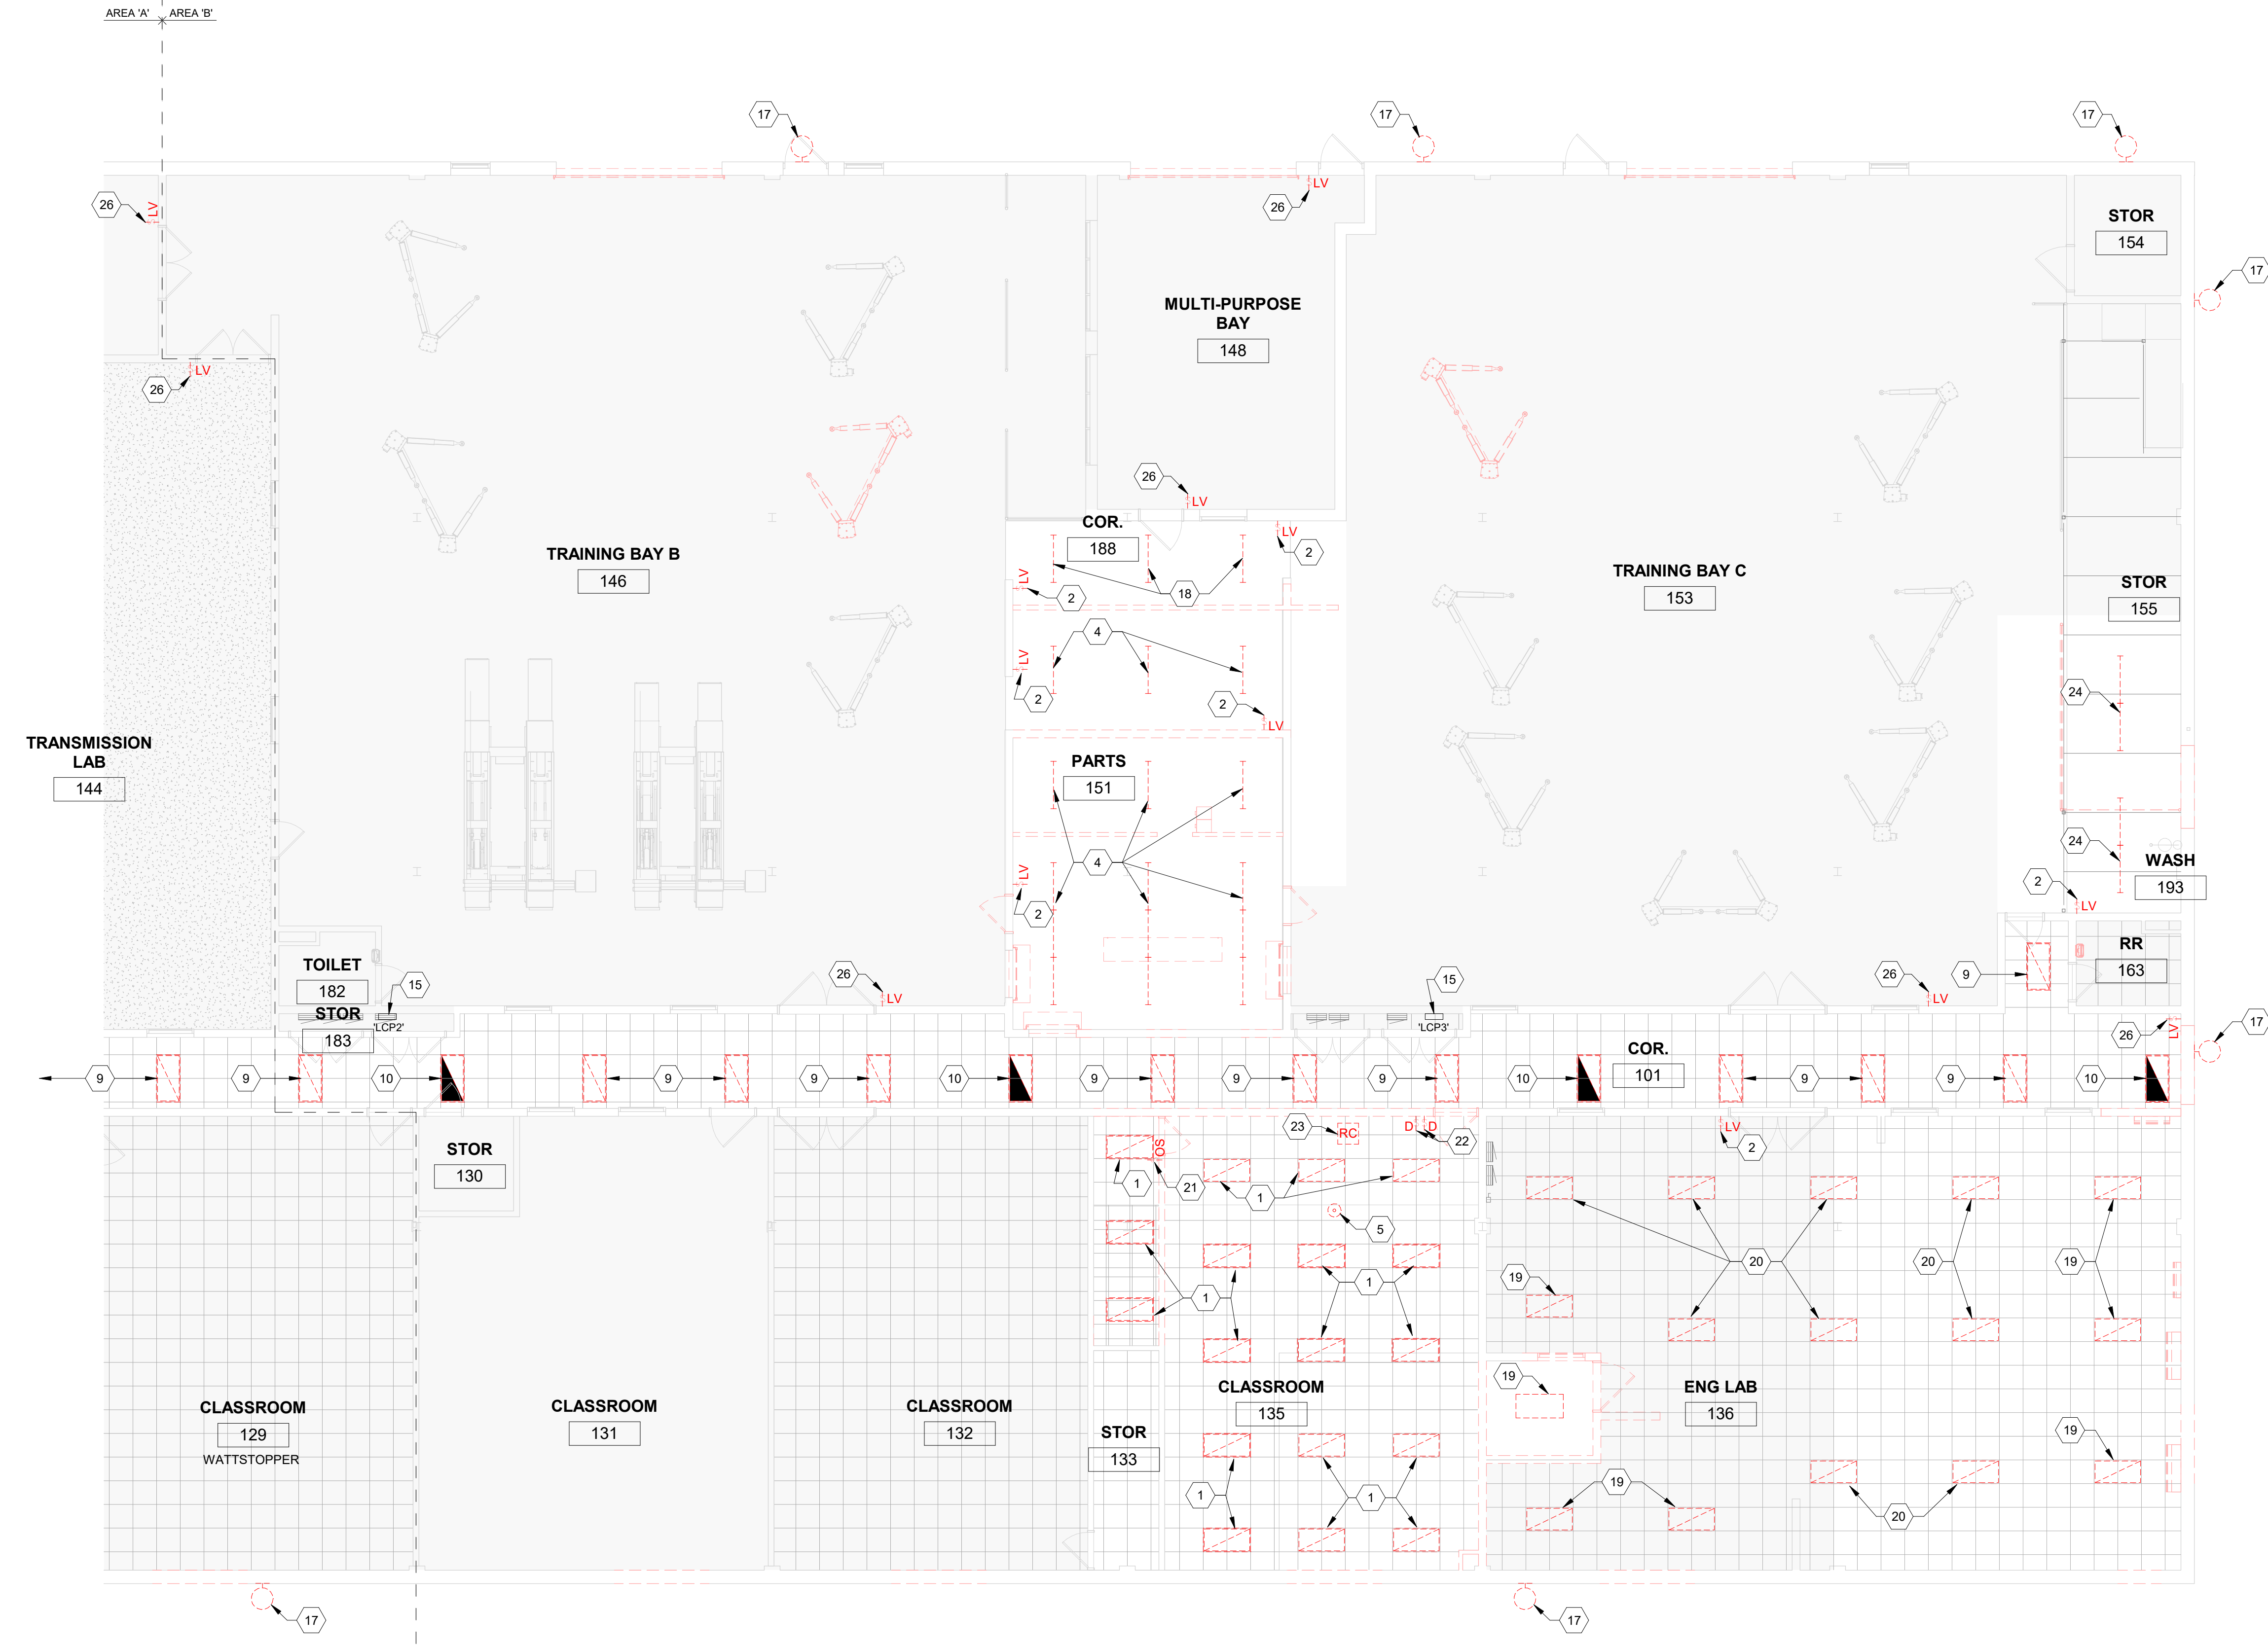 AREA 'A' AREA 'B'
17
17
17
26
LV
26
LV
STOR
154
17
MULTI-PURPOSE
BAY
148
26
LV
26
LV
COR.
188
LV
2
TRAINING BAY B
146
LV
2
18
TRAINING BAY C
153
STOR
155
4
LV
2
2
LV
24
TRANSMISSION
LAB
144
PARTS
151
24
WASH
193
4
LV
2
2
LV
TOILET
182
15
26
LV
15
26
LV
9
RR
163
STOR
183
'LCP2'
'LCP3'
26
LV
17
COR.
101
9
9
10
9
9
10
9
9
9
10
9
9
10
STOR
130
OS
1
21
1
23
RC
D
D
22
LV
2
5
1
1
20
20
19
19
CLASSROOM
129
WATTSTOPPER
CLASSROOM
131
CLASSROOM
132
STOR
133
CLASSROOM
135
19
ENG LAB
136
19
1
1
19
20
17
17